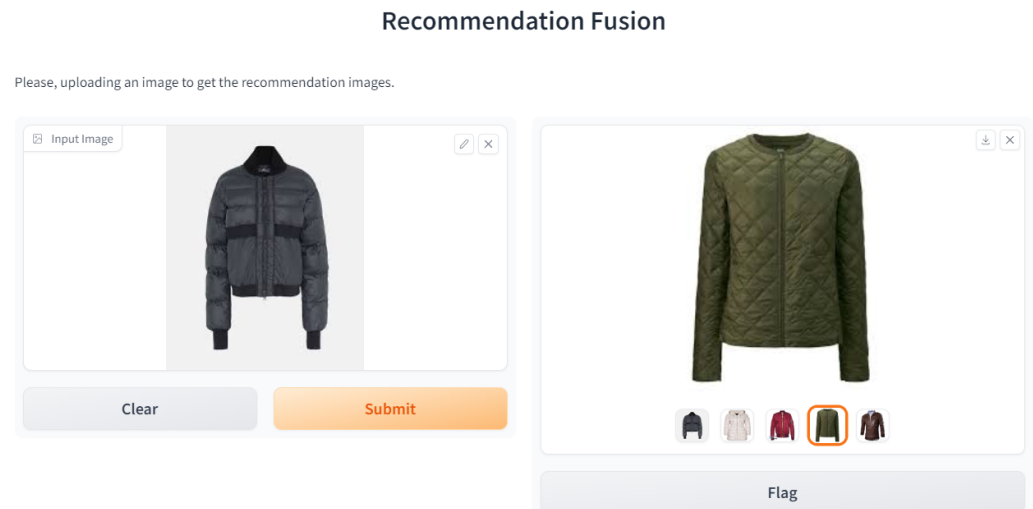 Recommendation Fusion
Please, uploading an image to get the recommendation images.
Input Image
Clear
Submit
Flag